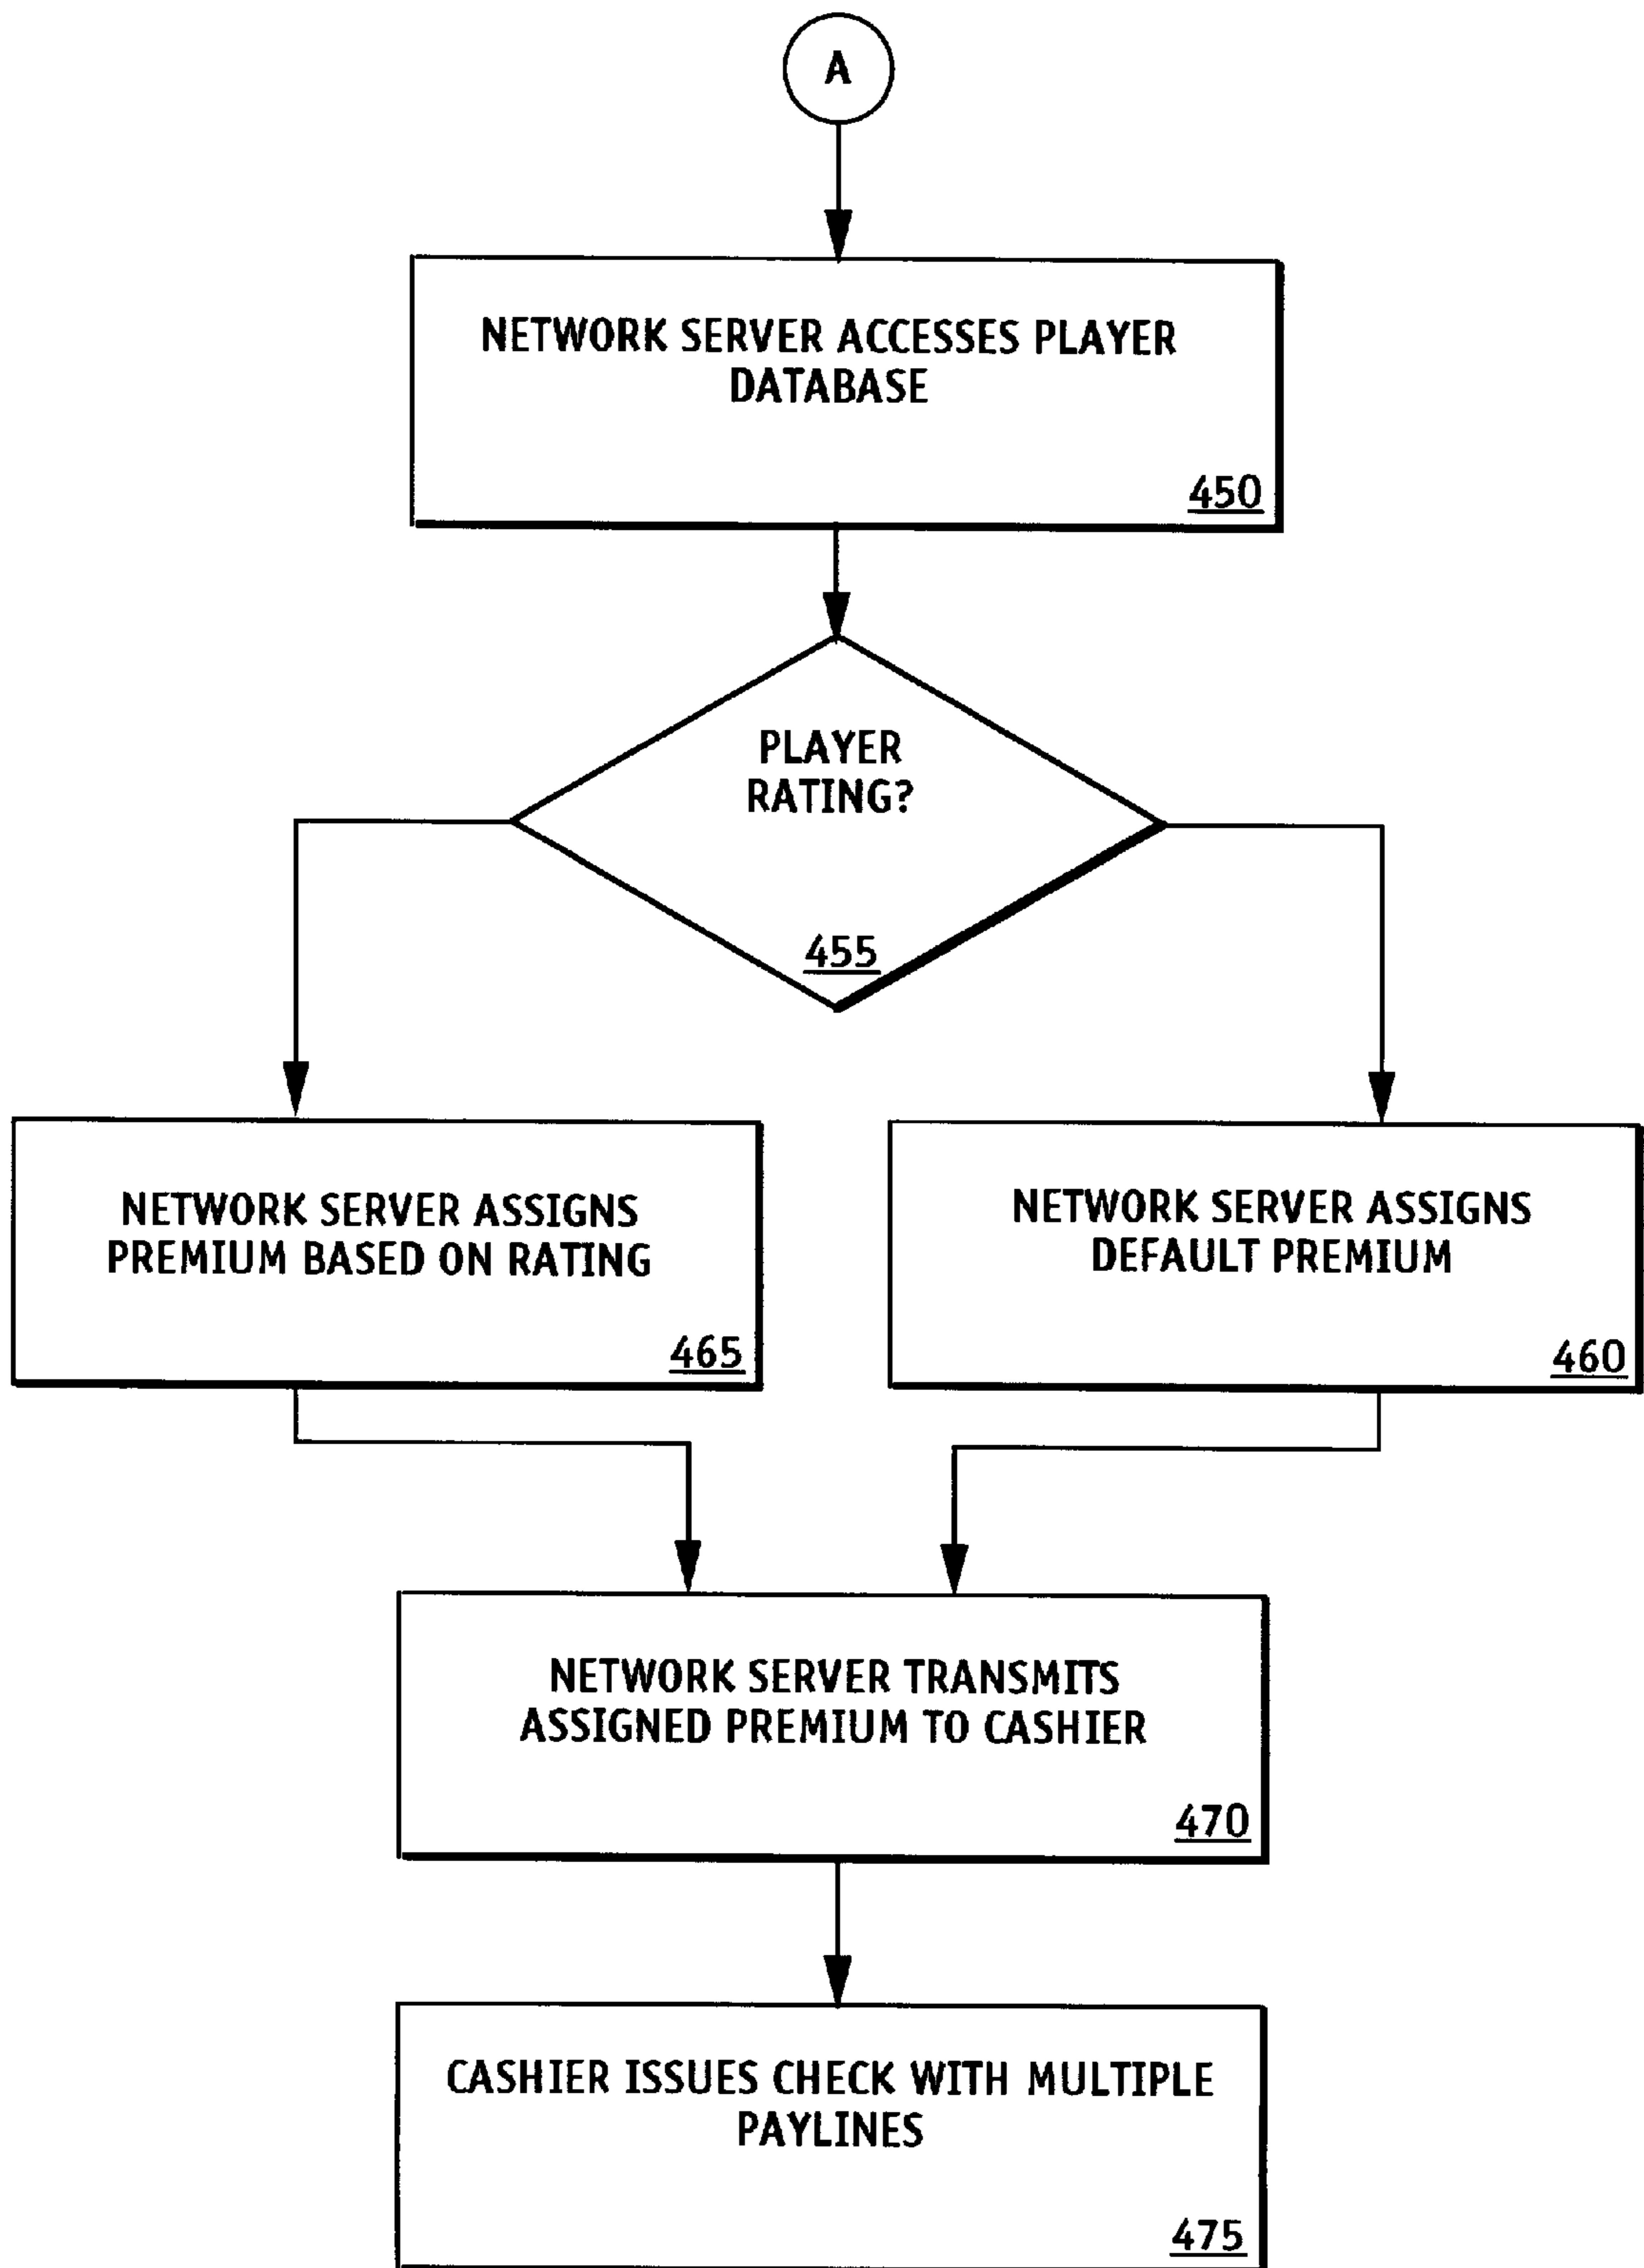 A
NETWORK SERVER ACCESSES PLAYER
DATABASE
450
PLAYER
RATING?
455
NETWORK SERVER ASSIGNS
PREMIUM BASED ON RATING
465
NETWORK SERVER ASSIGNS
DEFAULT PREMIUM
460
NETWORK SERVER TRANSMITS
ASSIGNED PREMIUM TO CASHIER
470
CASHIER ISSUES CHECK WITH MULTIPLE
PAYLINES
475